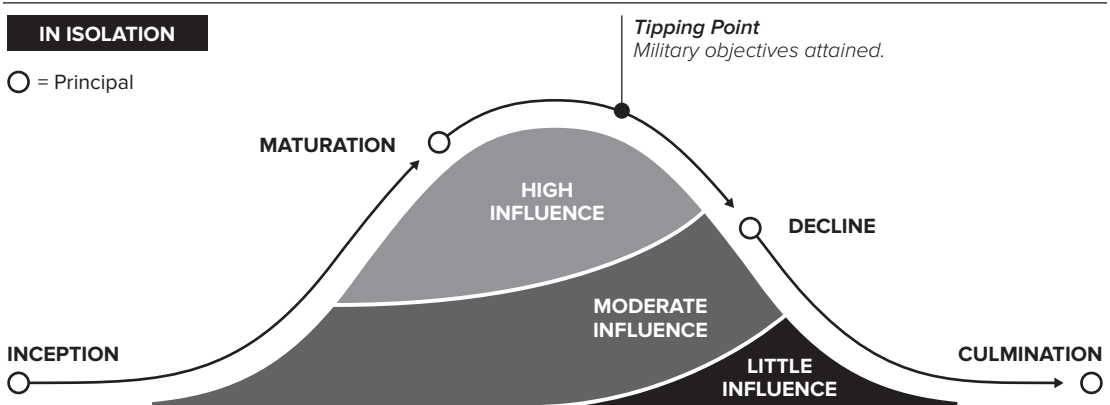 IN ISOLATION
= Principal
Tipping Point
Military objectives attained.
MATURATION
HIGH
INFLUENCE
DECLINE
MODERATE
INFLUENCE
INCEPTION
CULMINATION
LITTLE
INFLUENCE